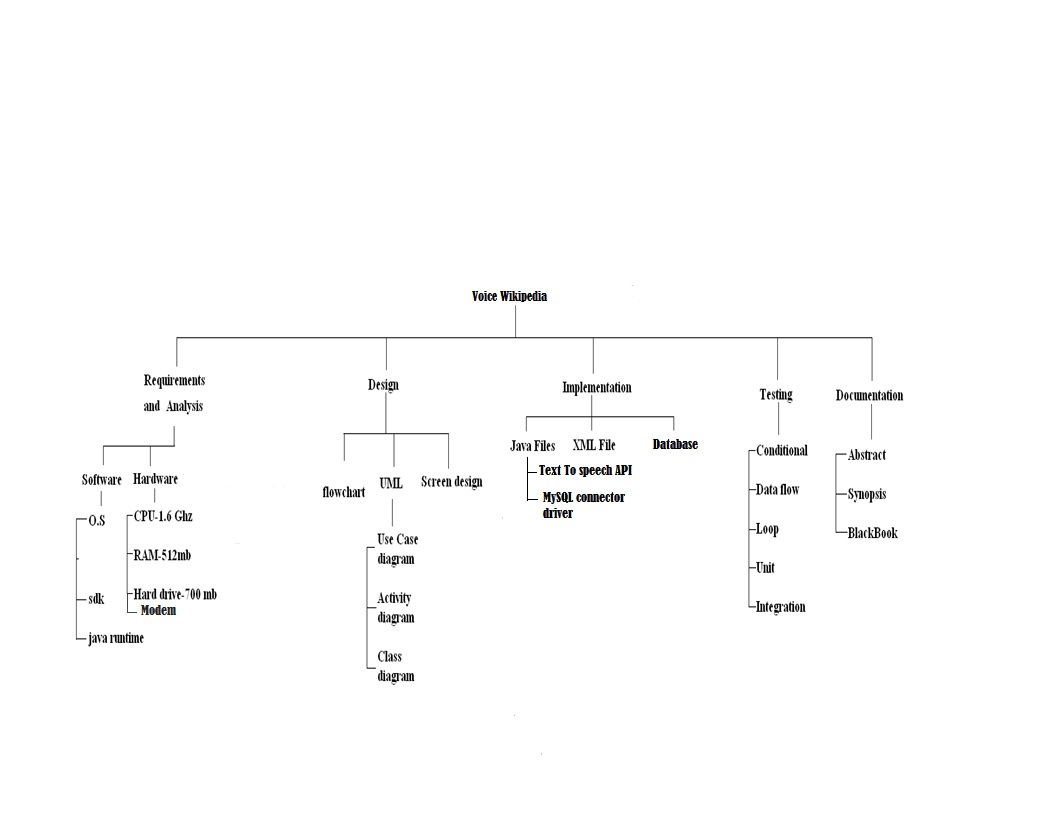 Voice Wikipedia
Requirements
and Analysis
Design
Implementation
Testing
Documentation
Software
Hardware
O.S
sdk
java runtime
CPU-1.6 Ghz
RAM-512mb
Hard drive-700 mb
Modem
flowchart
UML
Screen design
Use Case
diagram
Activity
diagram
Class
diagram
Java Files
XML File
Database
Text To speech API
MySQL connector
driver
Conditional
Data flow
Loop
Unit
Integration
Abstract
Synopsis
BlackBook